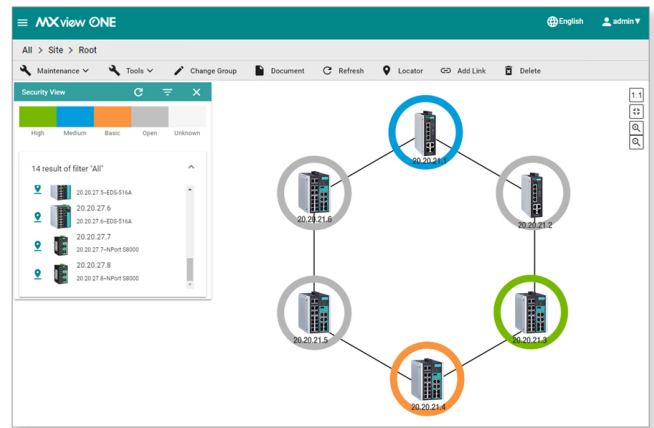 MXview ONE
English
admin
All > Site > Root
Maintenance
Tools
Change Group
Document
Refresh
Locator
Add Link
Delete
Security View
High
Medium
Basic
Open
Unknown
14 result of filter "All"
20.20.27.5-EDS-516A
20.20.27.6
20.20.27.6-EDS-516A
20.20.27.7
20.20.27.7-NPort S8000
20.20.27.8
20.20.27.8-NPort S8000
1:1
20.20.21.1
20.20.21.6
20.20.21.2
20.20.21.5
20.20.21.3
20.20.21.4